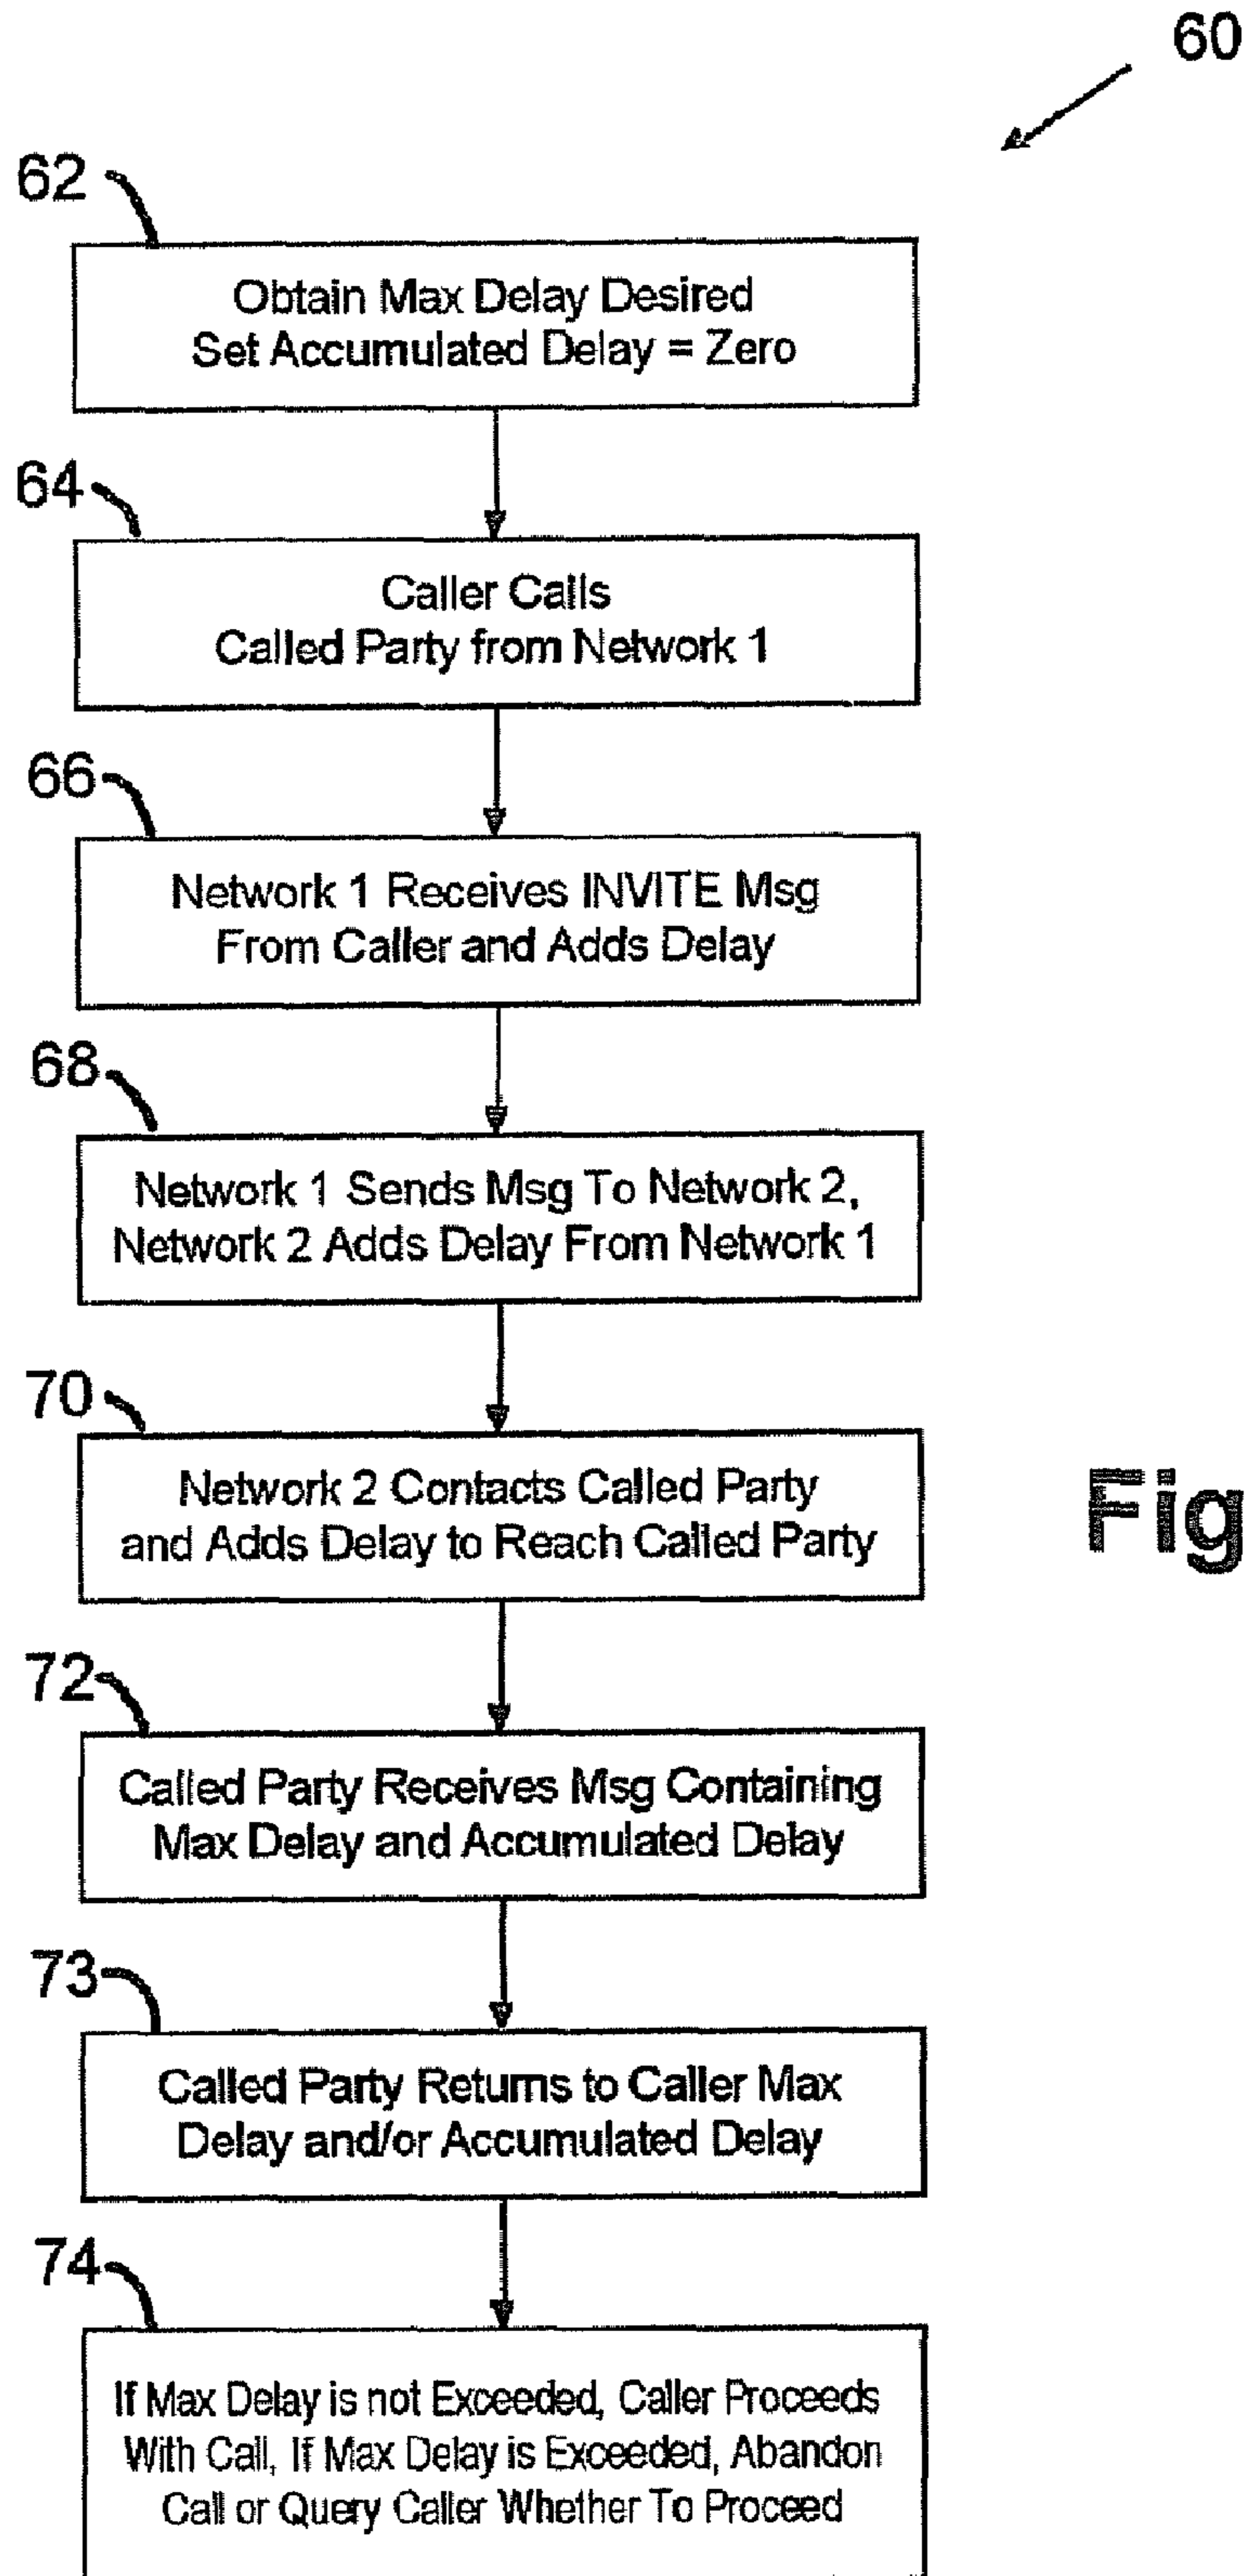 60
62
Obtain Max Delay Desired
Set Accumulated Delay = Zero
64
Caller Calls
Called Party from Network 1
66
Network 1 Receives INVITE Msg
From Caller and Adds Delay
68
Network 1 Sends Msg To Network 2,
Network 2 Adds Delay From Network 1
70
Network 2 Contacts Called Party
and Adds Delay to Reach Called Party
Fig
72
Called Party Receives Msg Containing
Max Delay and Accumulated Delay
73
Called Party Returns to Caller Max
Delay and/or Accumulated Delay
74
If Max Delay is not Exceeded, Caller Proceeds
With Call, If Max Delay is Exceeded, Abandon
Call or Query Caller Whether To Proceed